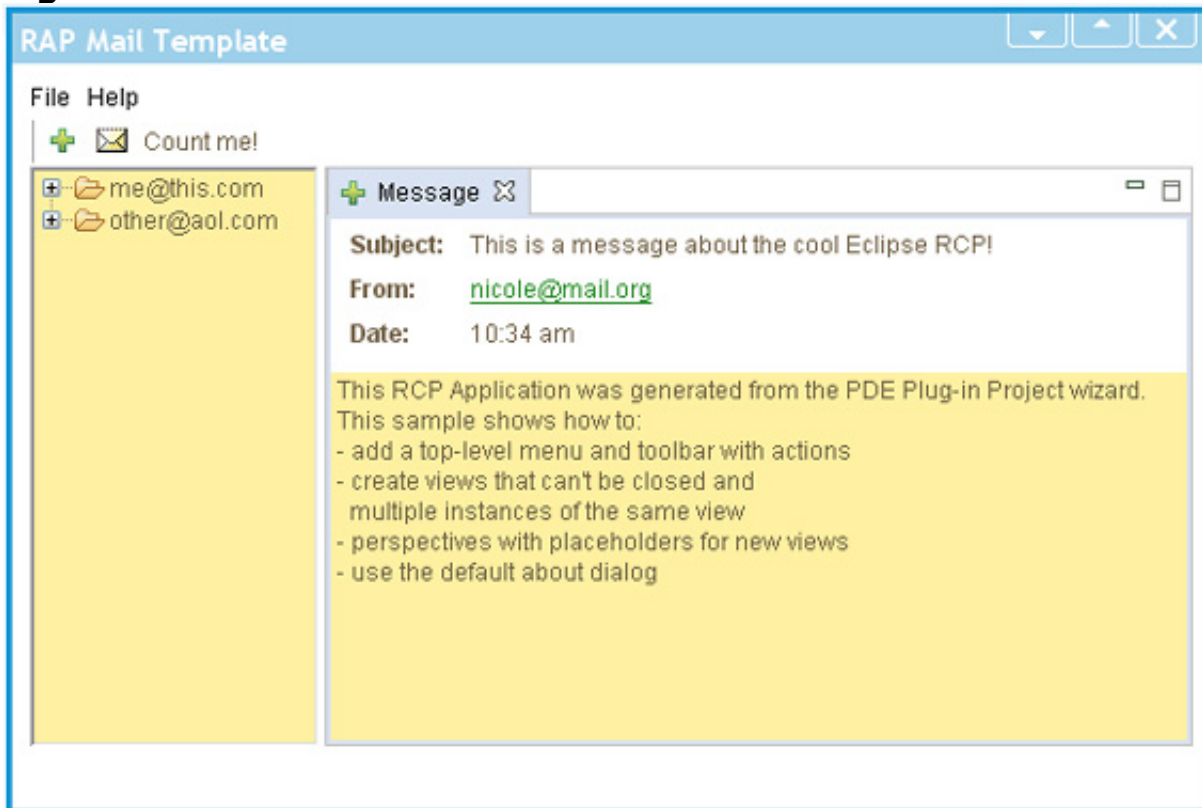 RAP Mail Template
File Help
Count me!
me@this.com
other@aol.com
Message
Subject: This is a message about the cool Eclipse RCP!
From: nicole@mail.org
Date: 10:34 am
This RCP Application was generated from the PDE Plug-in Project wizard.
This sample shows how to:
- add a top-level menu and toolbar with actions
- create views that can't be closed and
multiple instances of the same view
- perspectives with placeholders for new views
- use the default about dialog